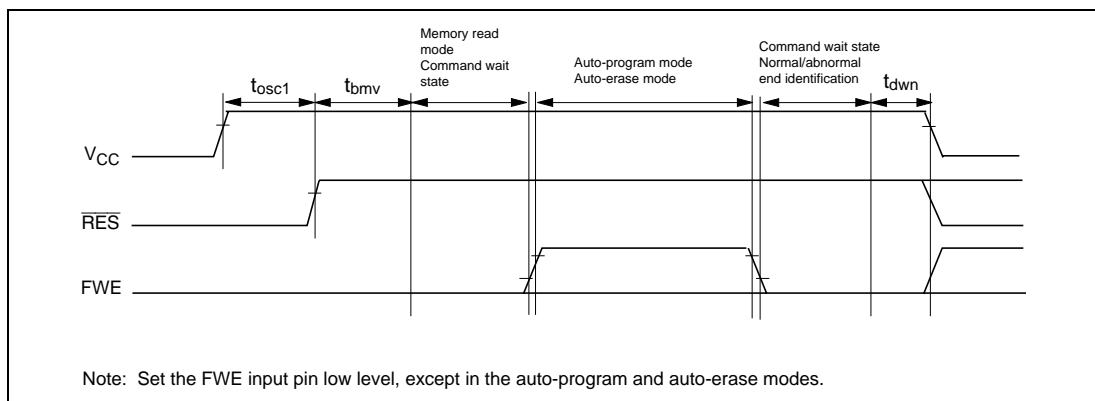 Memory read
mode
Command wait
state
Auto-program mode
Auto-erase mode
Command wait state
Normal/abnormal
end identification
tosc1
tbmv
tdwn
VCC
RES
FWE
Note: Set the FWE input pin low level, except in the auto-program and auto-erase modes.